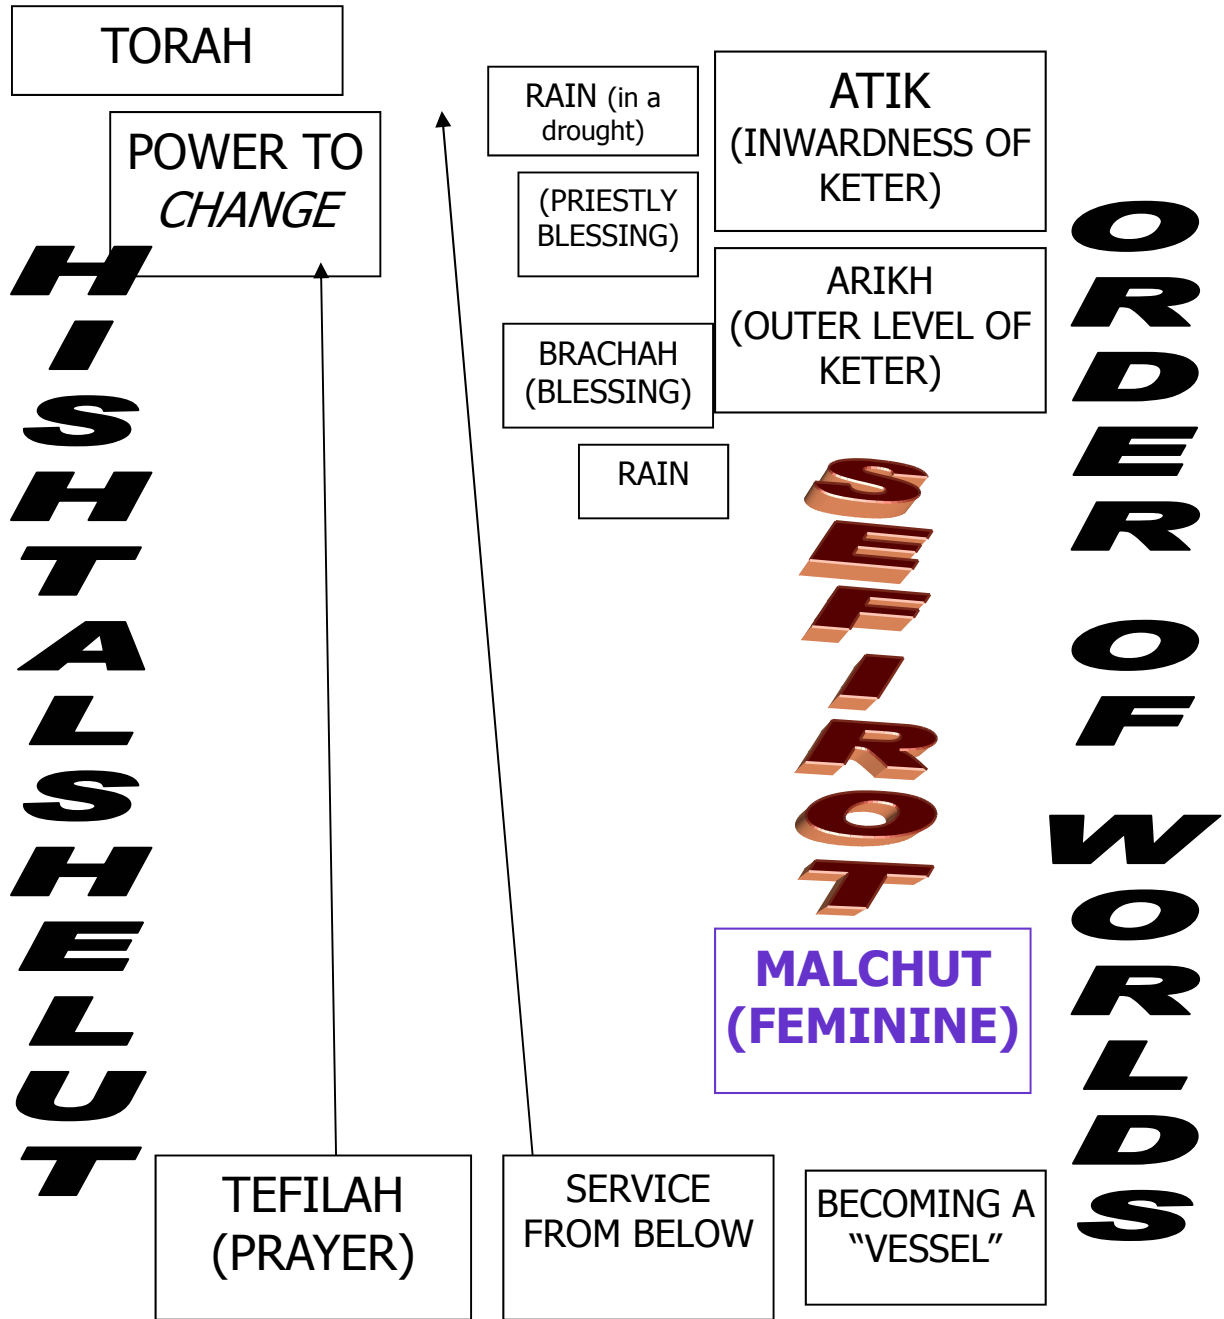 TORAH
POWER TO
CHANGE
RAIN (in a
drought)
(PRIESTLY
BLESSING)
ATIK
(INWARDNESS OF
KETER)
ARIKH
(OUTER LEVEL OF
KETER)
BRACHAH
(BLESSING)
RAIN
HISHTALSHELUT
SEFIROT
ORDER OF WORLDS
MALCHUT
(FEMININE)
TEFILAH
(PRAYER)
SERVICE
FROM BELOW
BECOMING A
“VESSEL”